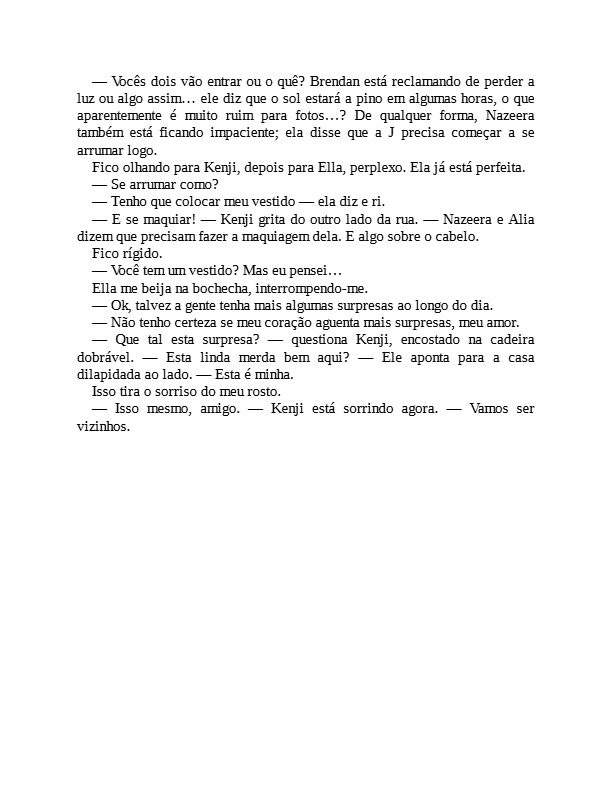 — Vocês dois vão entrar ou o quê? Brendan está reclamando de perder a
luz ou algo assim… ele diz que o sol estará a pino em algumas horas, o que
aparentemente é muito ruim para fotos…? De qualquer forma, Nazeera
também está ficando impaciente; ela disse que a J precisa começar a se
arrumar logo.
Fico olhando para Kenji, depois para Ella, perplexo. Ela já está perfeita.
— Se arrumar como?
— Tenho que colocar meu vestido — ela diz e ri.
— E se maquiar! — Kenji grita do outro lado da rua. — Nazeera e Alia
dizem que precisam fazer a maquiagem dela. E algo sobre o cabelo.
Fico rígido.
— Você tem um vestido? Mas eu pensei…
Ella me beija na bochecha, interrompendo-me.
— Ok, talvez a gente tenha mais algumas surpresas ao longo do dia.
— Não tenho certeza se meu coração aguenta mais surpresas, meu amor.
— Que tal esta surpresa? — questiona Kenji, encostado na cadeira
dobrável. — Esta linda merda bem aqui? — Ele aponta para a casa
dilapidada ao lado. — Esta é minha.
Isso tira o sorriso do meu rosto.
— Isso mesmo, amigo. — Kenji está sorrindo agora. — Vamos ser
vizinhos.